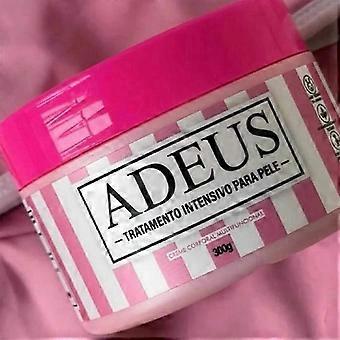 ADEUS
TRATAMENTO INTENSIVO PARA PELE
CREME CORPORAL MULTIFUNCIONAL
300g